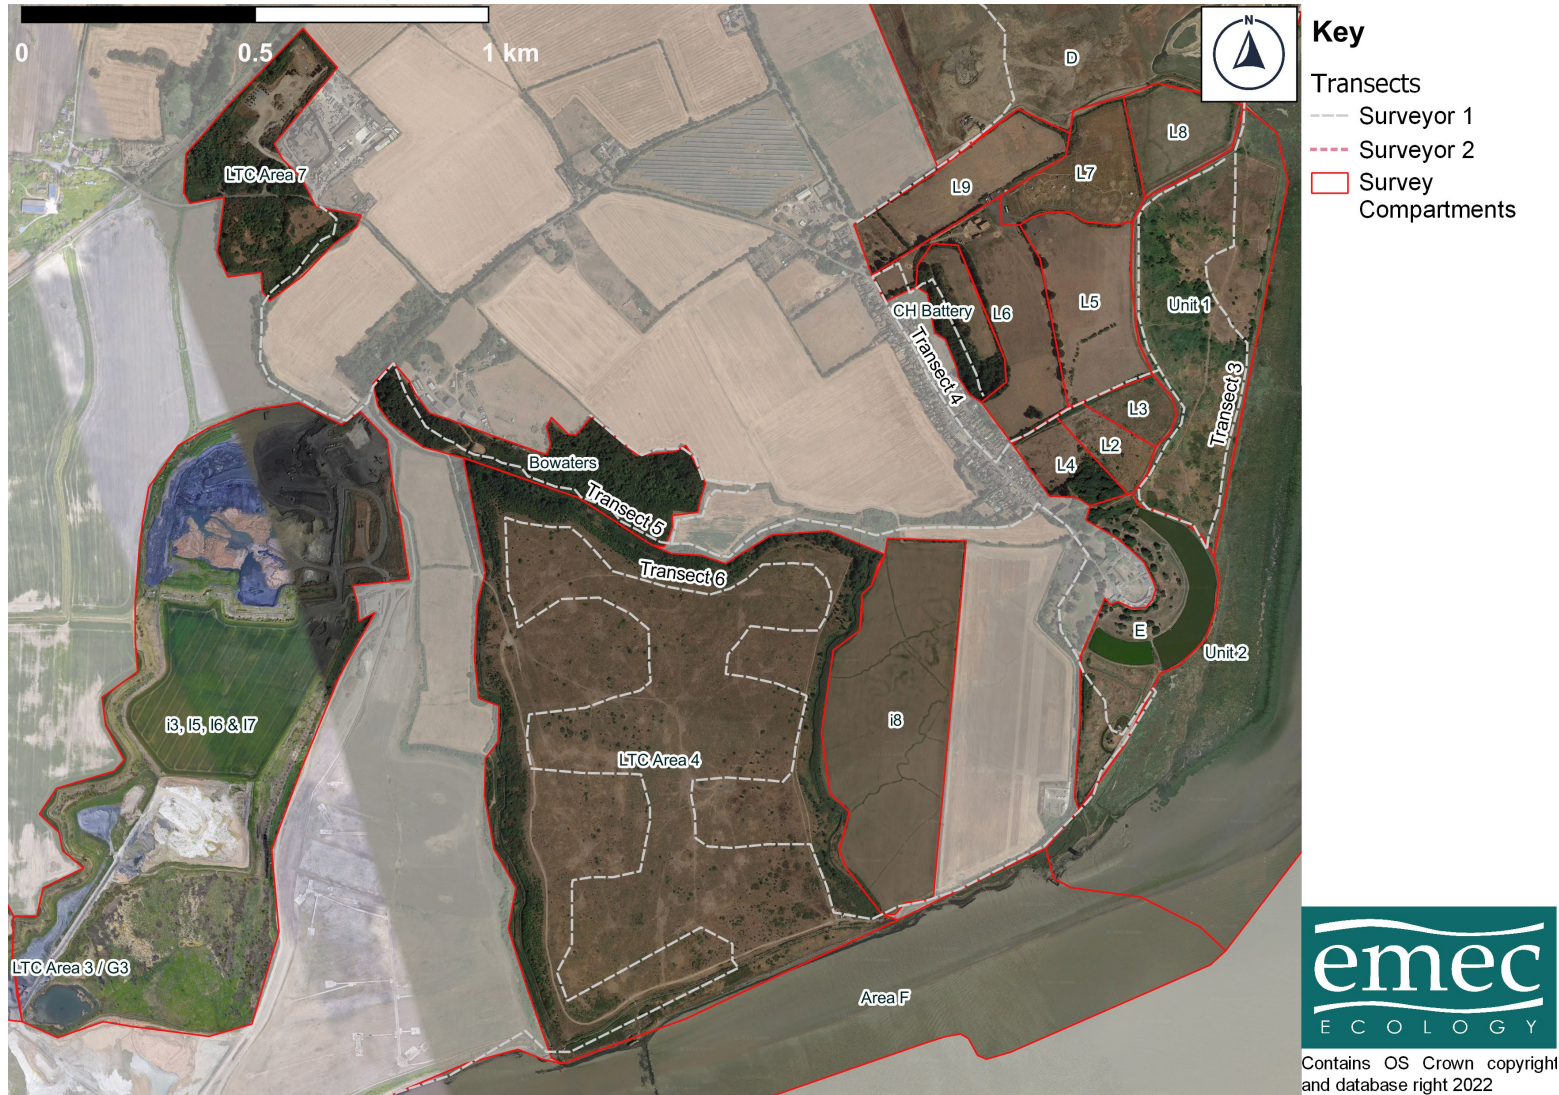 0
0.5
1 km
N
D
L8
L7
L9
LTC Area 7
L5
Unit 1
CH Battery
L6
Transect 4
Transect 3
L3
L2
L4
Bowaters
Transect 5
Transect 6
E
Unit 2
i3, I5, I6 & I7
i8
LTC Area 4
LTC Area 3 / G3
Area F
Key
Transects
Surveyor 1
Surveyor 2
Survey
Compartments
emec
ECOLOGY
Contains OS Crown copyright
and database right 2022